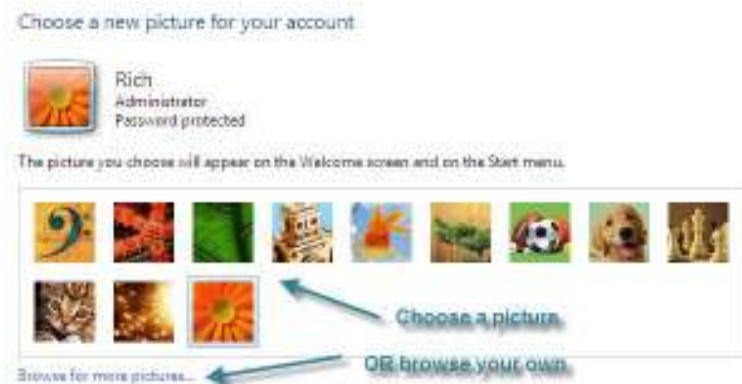 Choose a new picture for your account
Rich
Administrator
Password protected
The picture you choose will appear on the Welcome screen and on the Start menu.
Choose a picture,
OR browse your own.
Browse for more pictures...